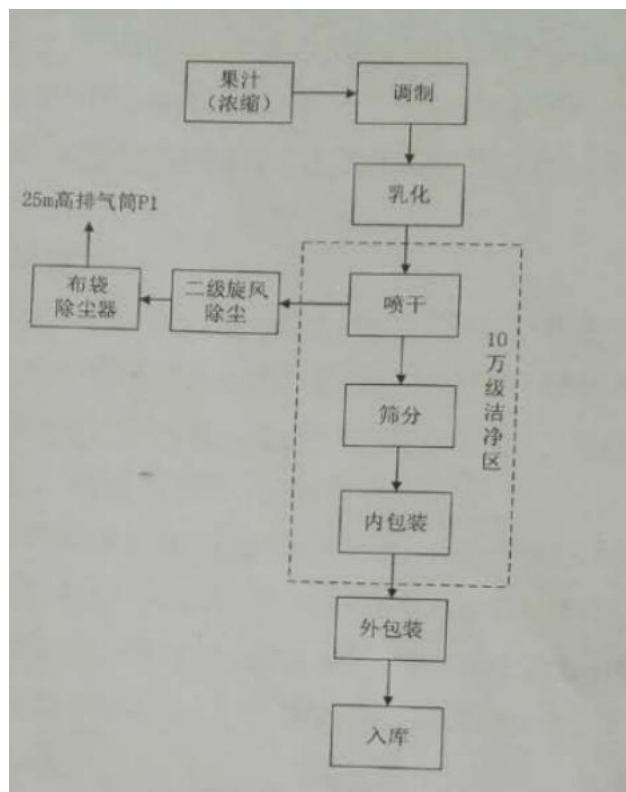 果汁
（浓缩）
调制
乳化
25m高排气筒P1
布袋
除尘器
二级旋风
除尘
喷干
10
万
级
洁
净
区
筛分
内包装
外包装
入库